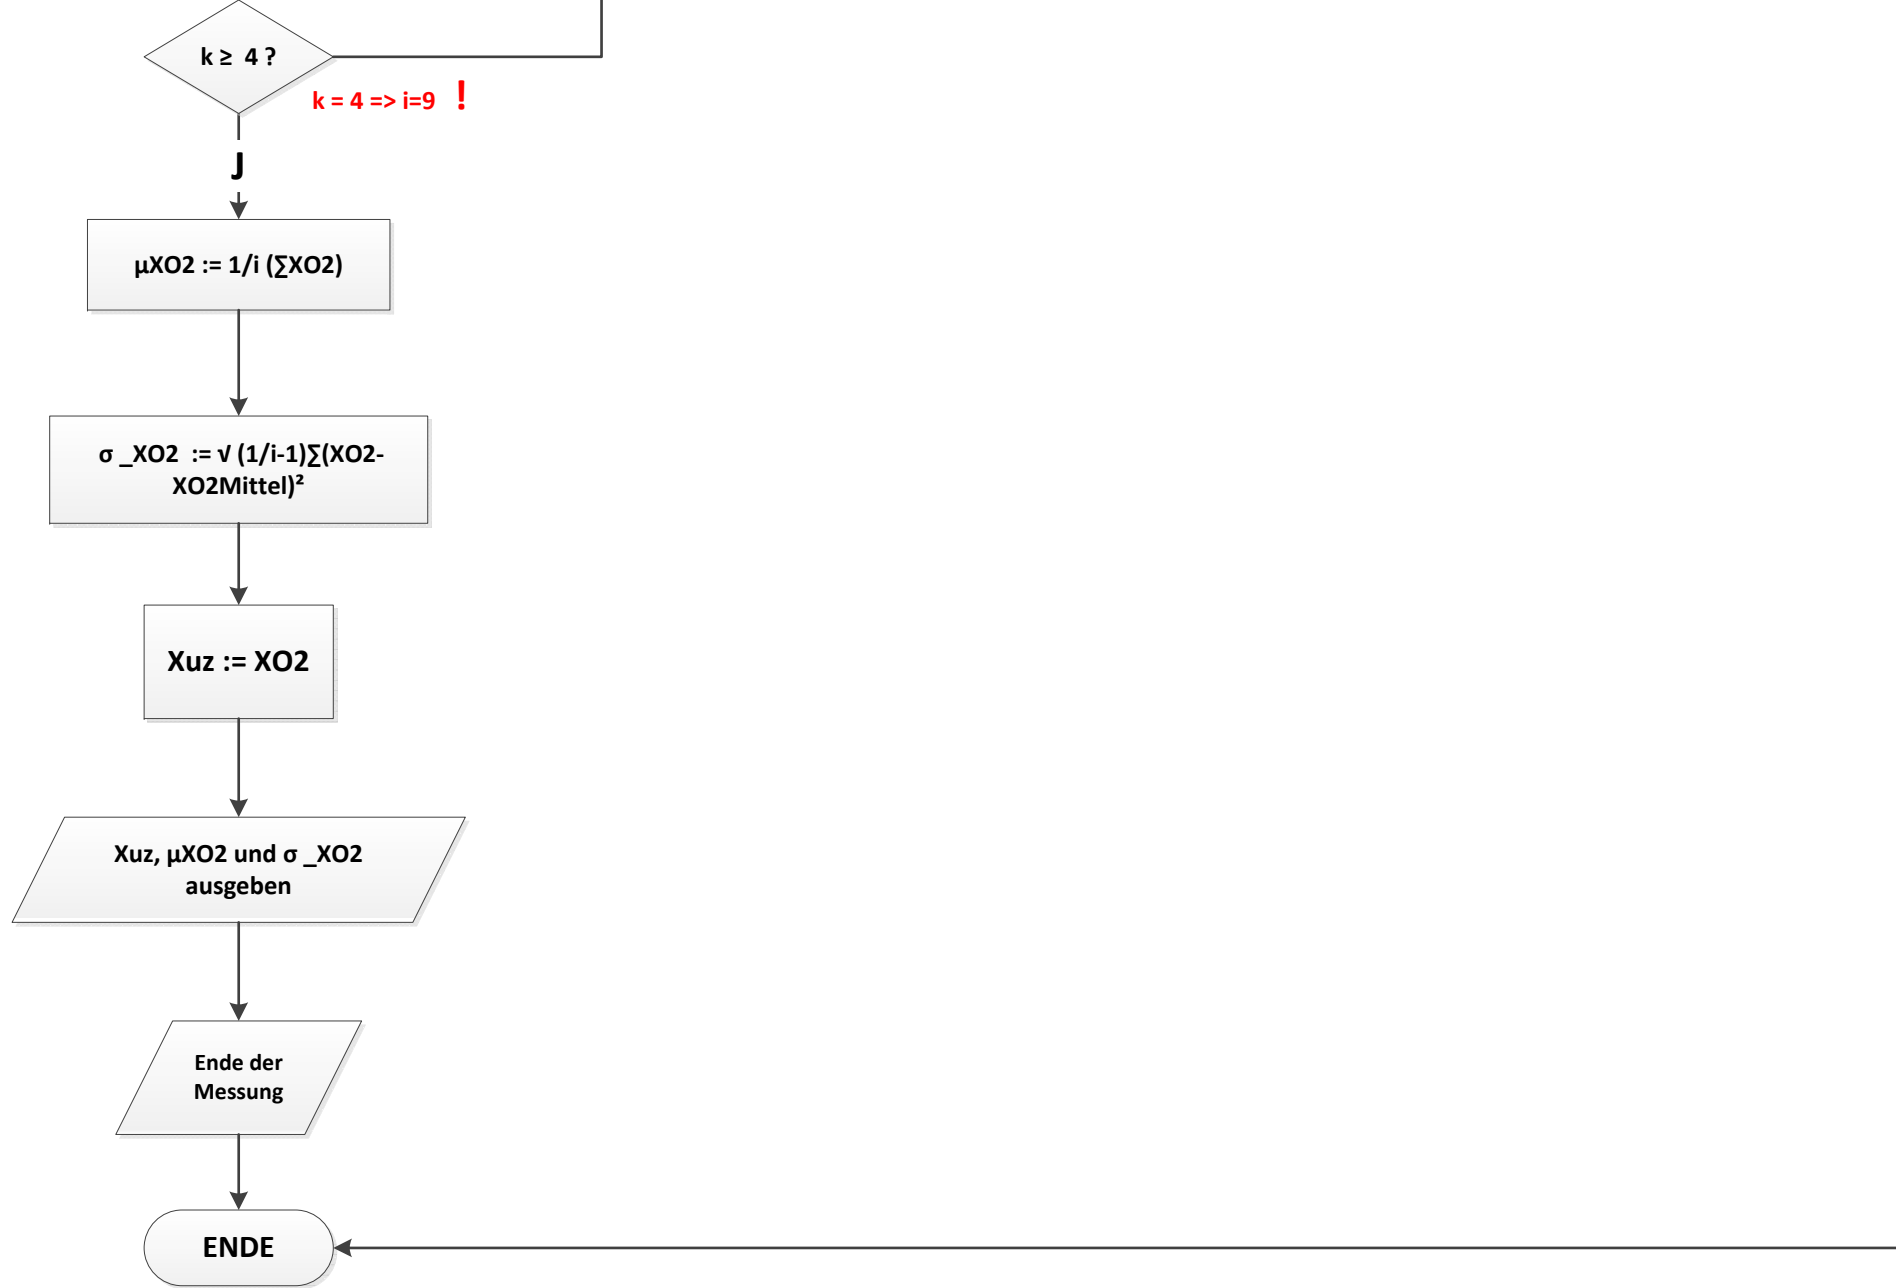 k ≥  4 ?
k = 4 => i=9  !
J
µXO2 := 1/i (∑XO2)
σ _XO2  := √ (1/i-1)∑(XO2-
XO2Mittel)²
Xuz := XO2
Xuz, µXO2 und σ _XO2
ausgeben
Ende der
Messung
ENDE